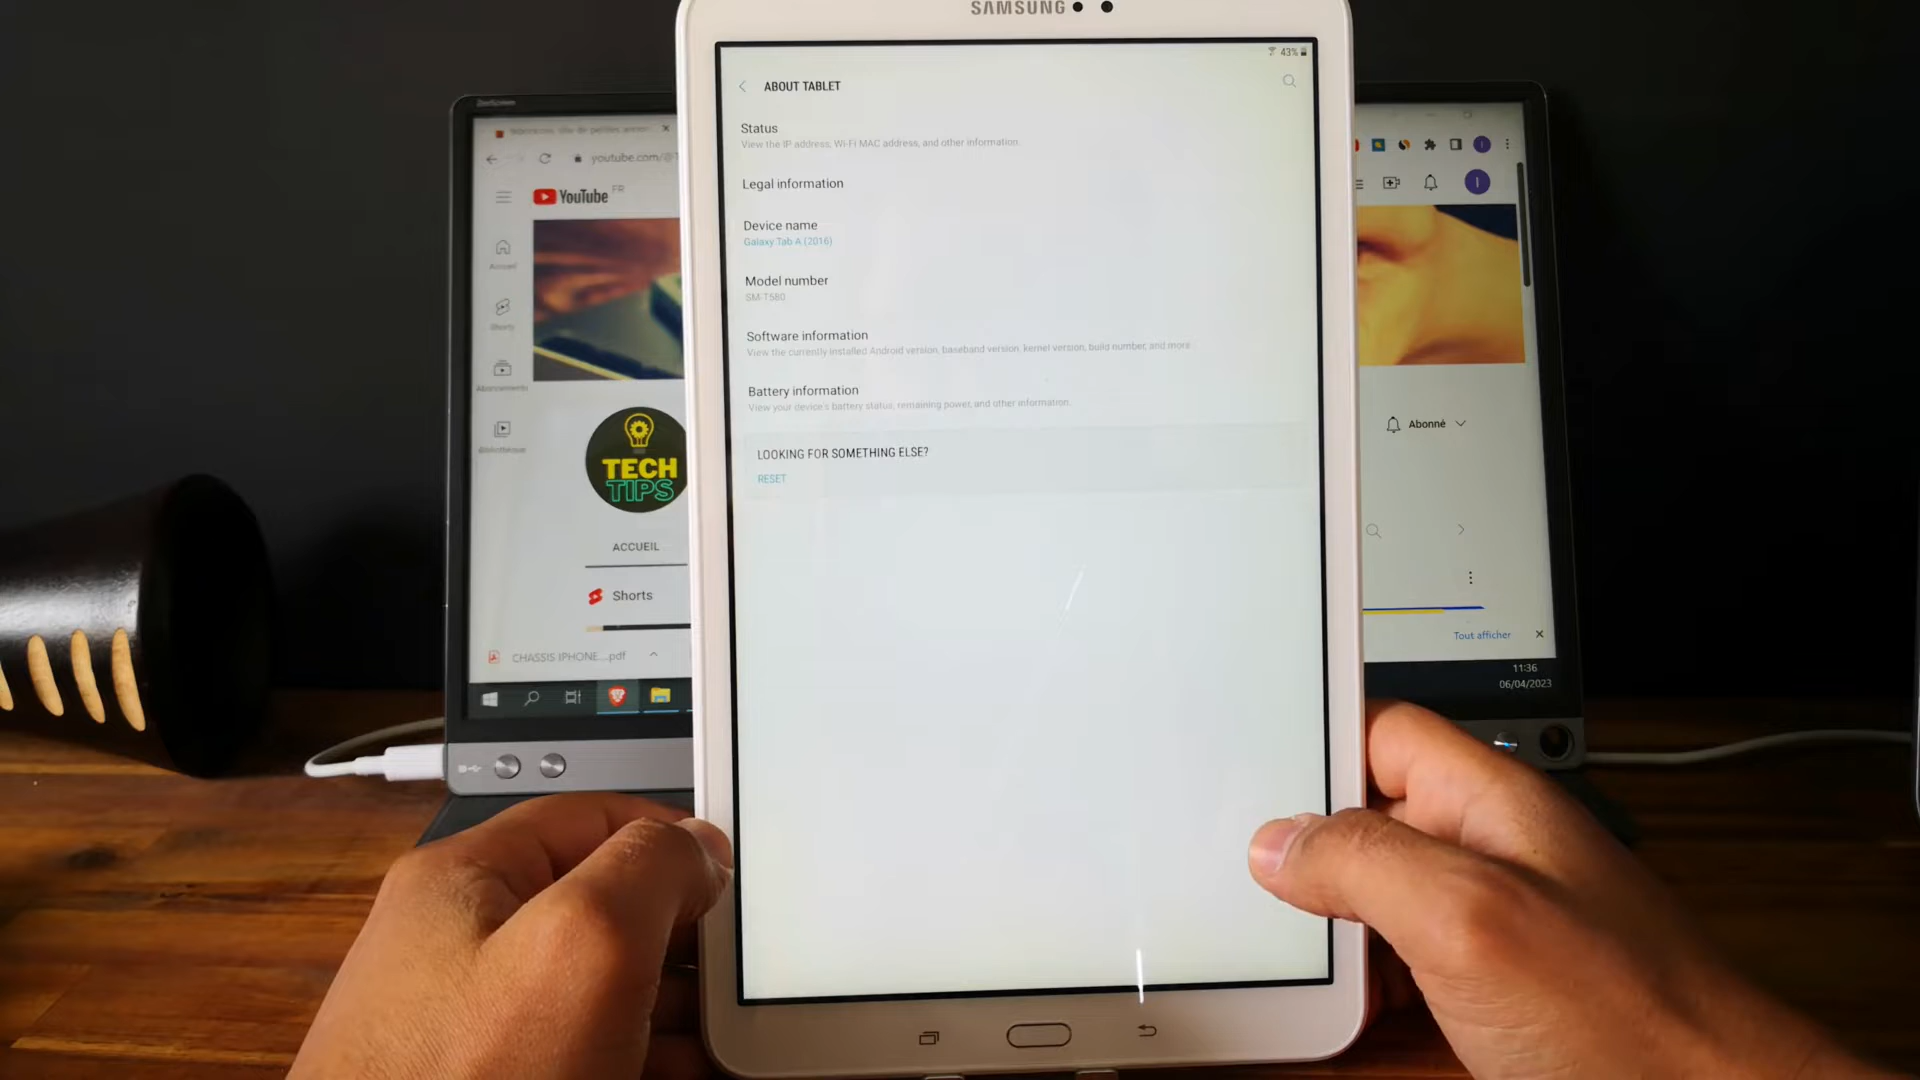 SAMSUNG
43%
ABOUT TABLET
Status
View the IP address, Wi-Fi MAC address, and other information.
Legal information
Device name
Galaxy Tab A (2016)
Model number
SM-T580
Software information
View the currently installed Android version, baseband version, kernel version, build number, and more.
Battery information
View your device's battery status, remaining power, and other information.
LOOKING FOR SOMETHING ELSE?
RESET
ZenScreen
youtube.com/@T
YouTube FR
Accueil
Shorts
Abonnements
Bibliothèque
TECH
TIPS
ACCUEIL
Shorts
CHASSIS IPHONE....pdf
I
I
Abonné
Tout afficher
11:36
06/04/2023